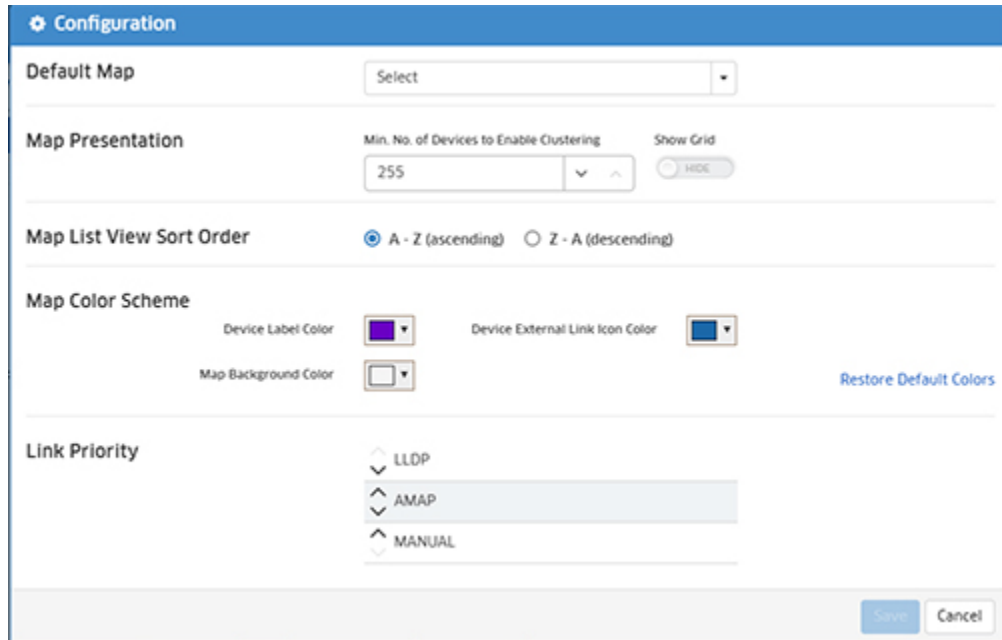 Configuration
Default Map
Select
Map Presentation
Min. No. of Devices to Enable Clustering
Show Grid
255
HIDE
Map List View Sort Order
A - Z (ascending)
Z - A (descending)
Map Color Scheme
Device Label Color
Device External Link Icon Color
Map Background Color
Restore Default Colors
Link Priority
LLDP
AMAP
MANUAL
Save
Cancel